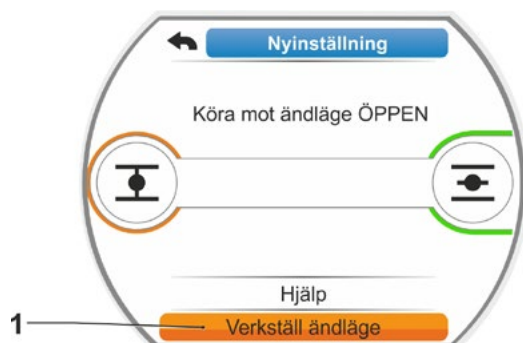 Nyinställning
Köra mot ändläge ÖPPEN
Hjälp
1
Verkställ ändläge